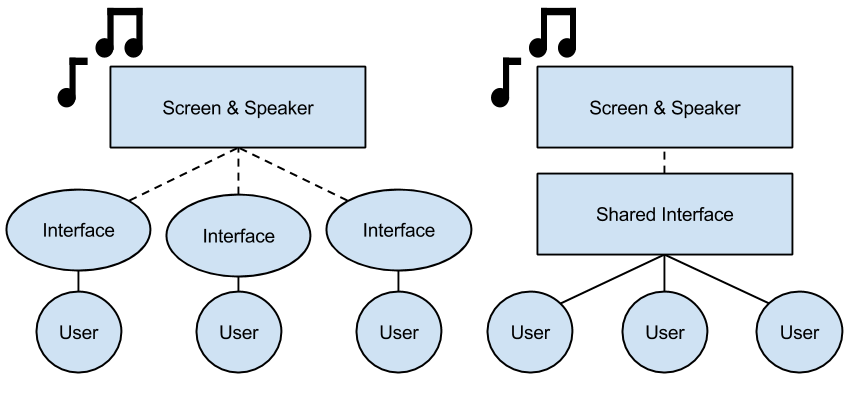 Screen & Speaker
Interface
Interface
Interface
User
User
User
Screen & Speaker
Shared Interface
User
User
User